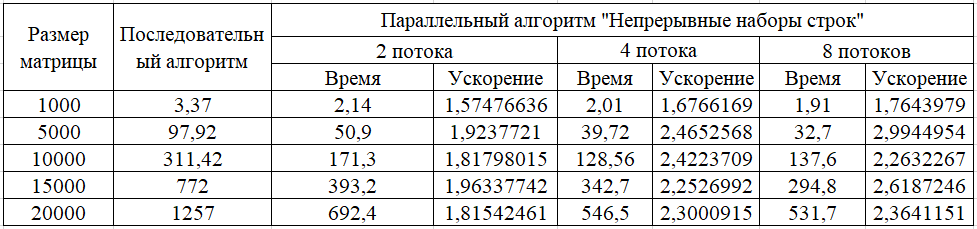 Размер матрицы Последовательн ый алгоритм Параллельный алгоритм "Непрерывные наборы строк"
2 потока 4 потока 8 потоков
Время Ускорение Время Ускорение Время Ускорение
1000 3,37 2,14 1,57476636 2,01 1,6766169 1,91 1,7643979
5000 97,92 50,9 1,9237721 39,72 2,4652568 32,7 2,9944954
10000 311,42 171,3 1,81798015 128,56 2,4223709 137,6 2,2632267
15000 772 393,2 1,96337742 342,7 2,2526992 294,8 2,6187246
20000 1257 692,4 1,81542461 546,5 2,3000915 531,7 2,3641151